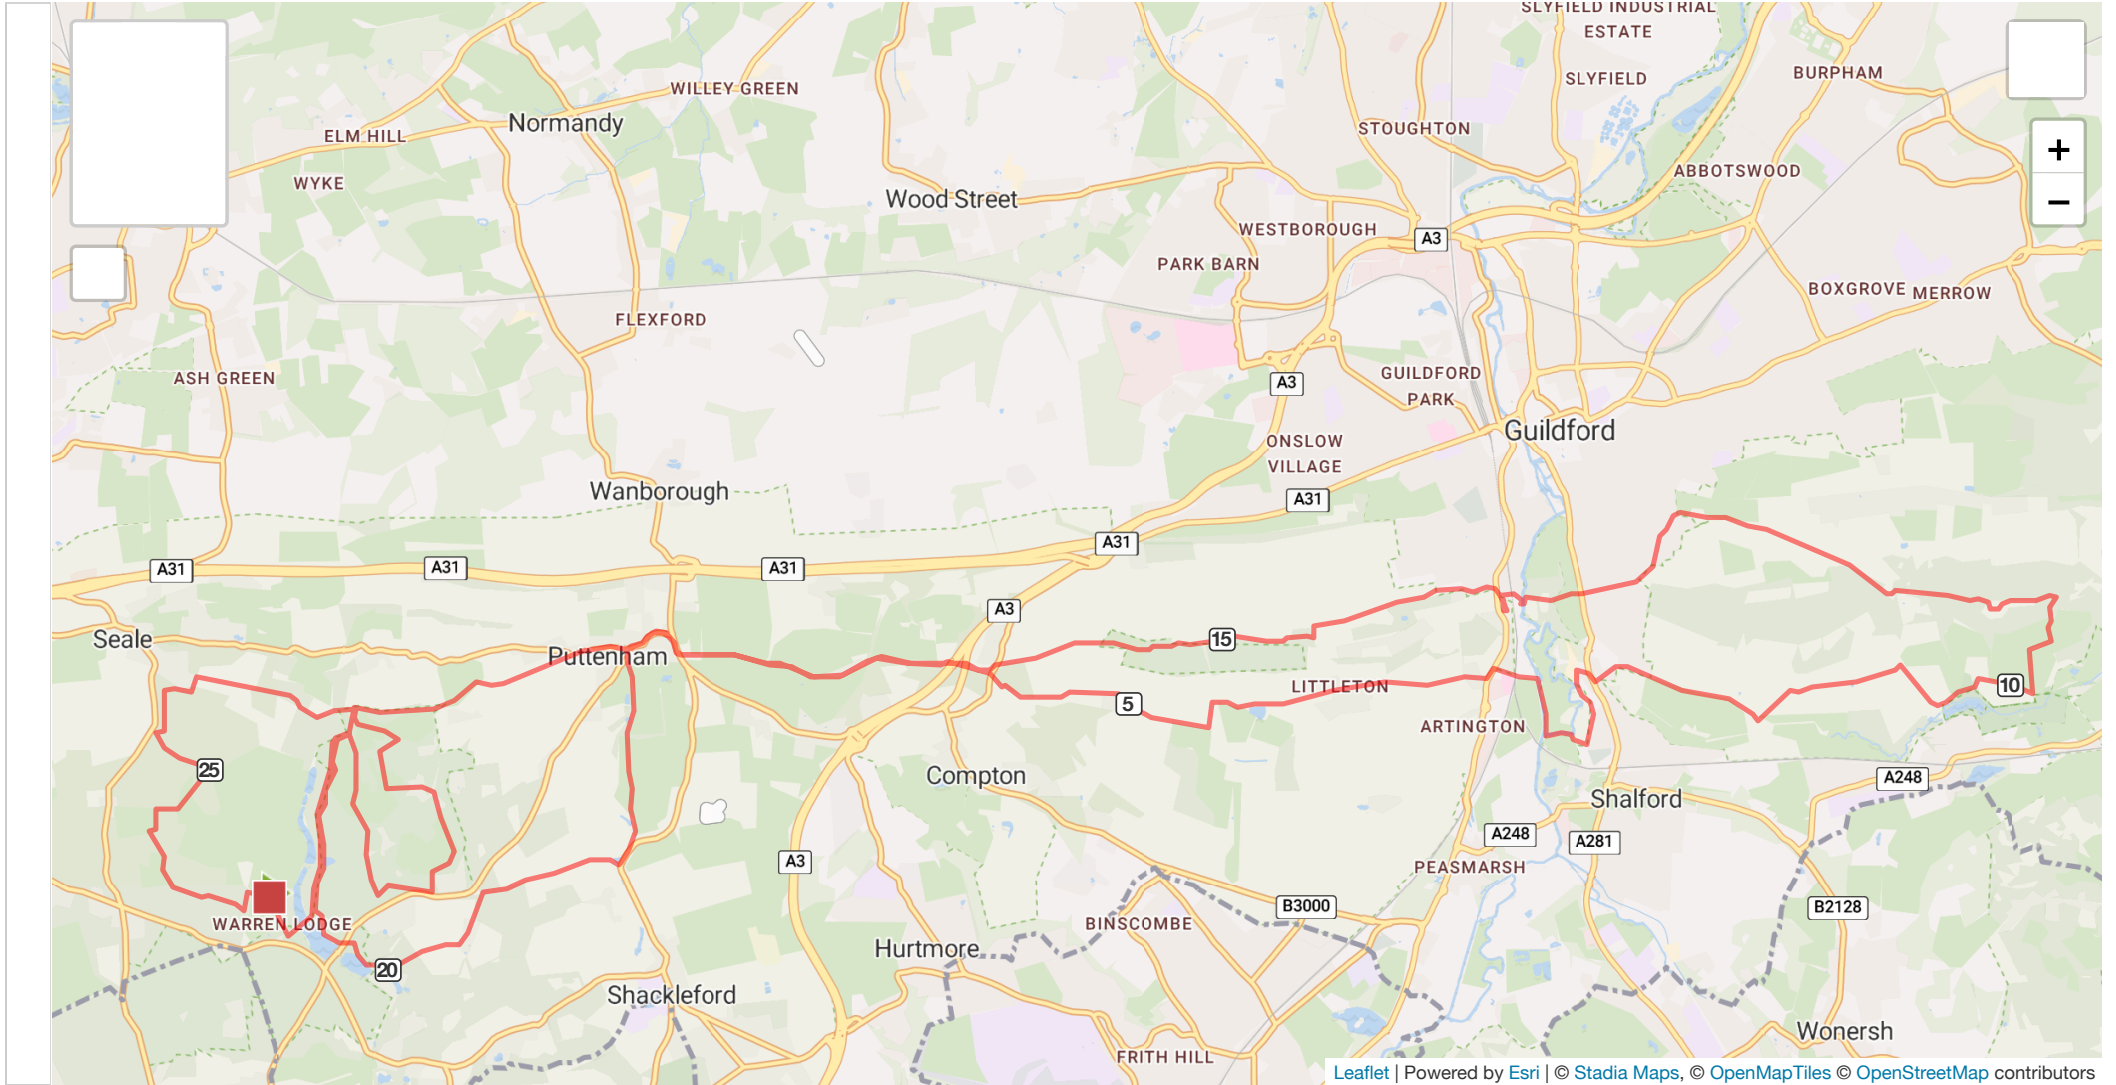 SLYFIELD INDUSTRIAL
ESTATE
BURPHAM
SLYFIELD
WILLEY GREEN
Normandy
ELM HILL
STOUGHTON
+
ABBOTSWOOD
WYKE
Wood Street
−
WESTBOROUGH
A3
PARK BARN
BOXGROVE
MERROW
FLEXFORD
ASH GREEN
GUILDFORD
PARK
A3
Guildford
ONSLOW
VILLAGE
Wanborough
A31
A31
A31
A31
A31
A3
Seale
15
Puttenham
LITTLETON
10
5
ARTINGTON
25
Compton
A248
Shalford
A248
A281
A3
PEASMARSH
B3000
B2128
WARREN LODGE
BINSCOMBE
Hurtmore
20
Shackleford
Wonersh
FRITH HILL
Leaflet | Powered by Esri | © Stadia Maps, © OpenMapTiles © OpenStreetMap contributors